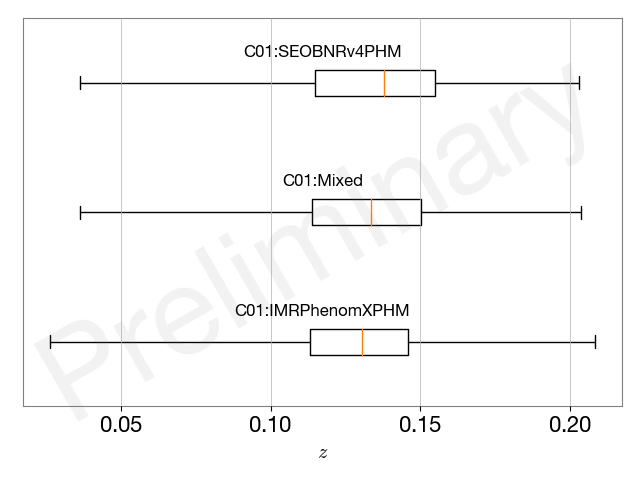 C01:SEOBNRv4PHM
C01:Mixed
C01:IMRPhenomXPHM
Preliminary
0.05 0.10 0.15 0.20
z